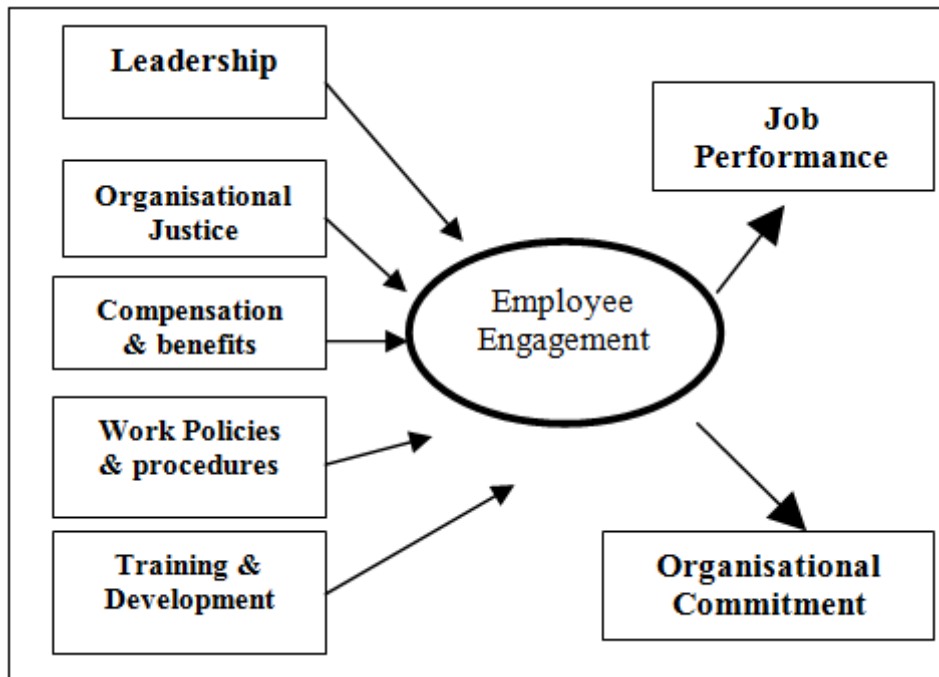 Leadership
Organisational
Justice
Compensation
& benefits
Work Policies
& procedures
Training &
Development
Employee
Engagement
Job
Performance
Organisational
Commitment